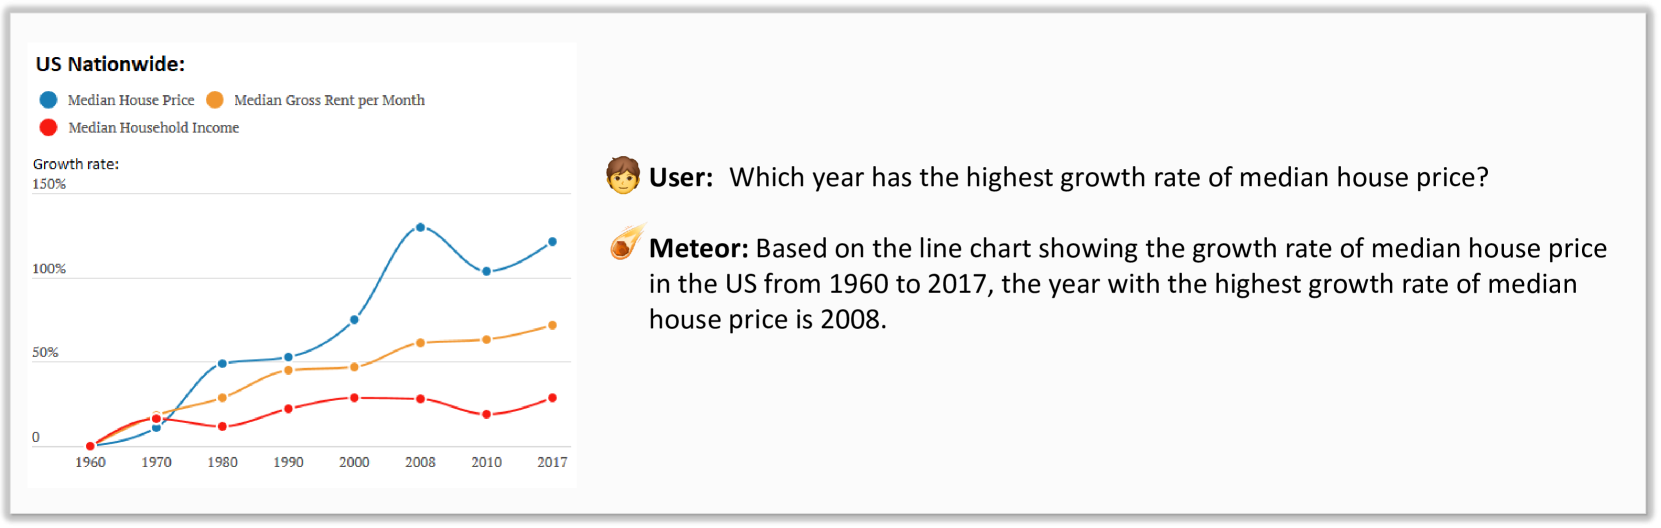 US Nationwide:
Median House Price
Median Gross Rent per Month
Median Household Income
Growth rate:
150%
100%
50%
0
1960 1970 1980 1990 2000 2008 2010 2017
User: Which year has the highest growth rate of median house price?
Meteor: Based on the line chart showing the growth rate of median house price
in the US from 1960 to 2017, the year with the highest growth rate of median
house price is 2008.